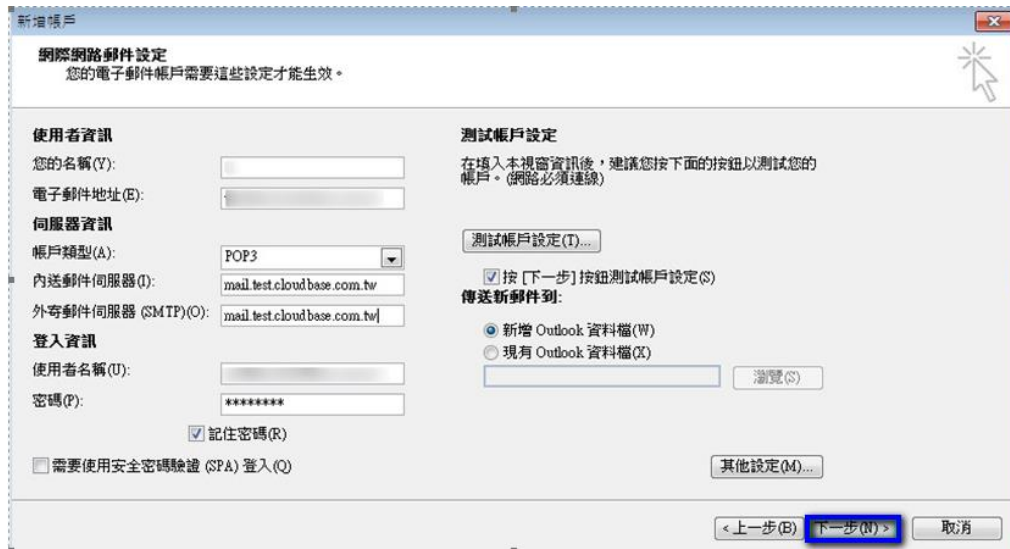 新增帳戶
網際網路郵件設定
您的電子郵件帳戶需要這些設定才能生效。
使用者資訊
您的名稱(Y):
電子郵件地址(E):
伺服器資訊
帳戶類型(A):
POP3
內送郵件伺服器(I):
mail.test.cloudbase.com.tw
外寄郵件伺服器 (SMTP)(O):
mail.test.cloudbase.com.tw
登入資訊
使用者名稱(U):
密碼(P):
********
記住密碼(R)
需要使用安全密碼驗證 (SPA) 登入(Q)
測試帳戶設定
在填入本視窗資訊後，建議您按下面的按鈕以測試您的
帳戶。(網路必須連線)
測試帳戶設定(T)...
按 [下一步] 按鈕測試帳戶設定(S)
傳送新郵件到:
新增 Outlook 資料檔(W)
現有 Outlook 資料檔(X)
瀏覽(S)
其他設定(M)...
<上一步(B)
下一步(N) >
取消